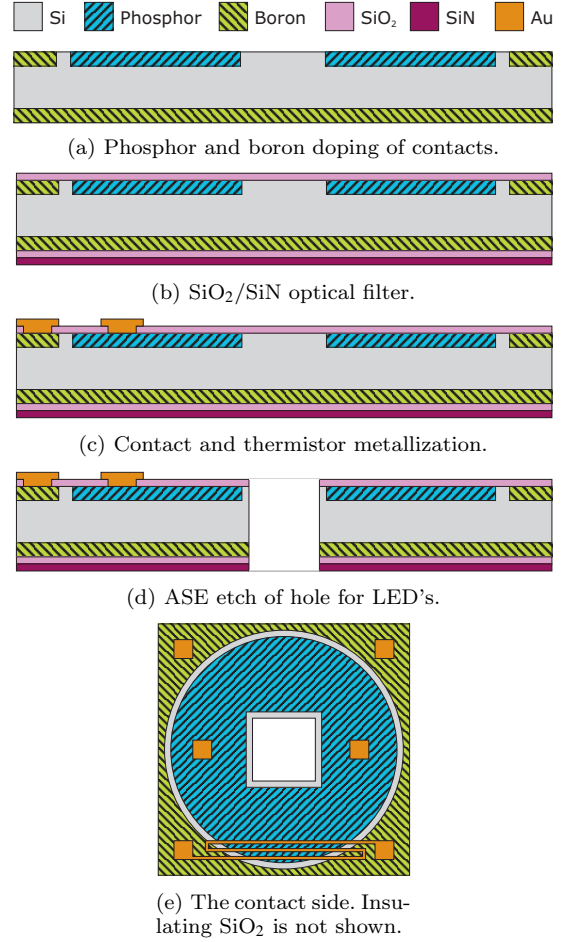 Si Phosphor Boron SiO₂ SiN Au
(a) Phosphor and boron doping of contacts.
(b) SiO₂/SiN optical filter.
(c) Contact and thermistor metallization.
(d) ASE etch of hole for LED's.
(e) The contact side. Insu-
lating SiO₂ is not shown.